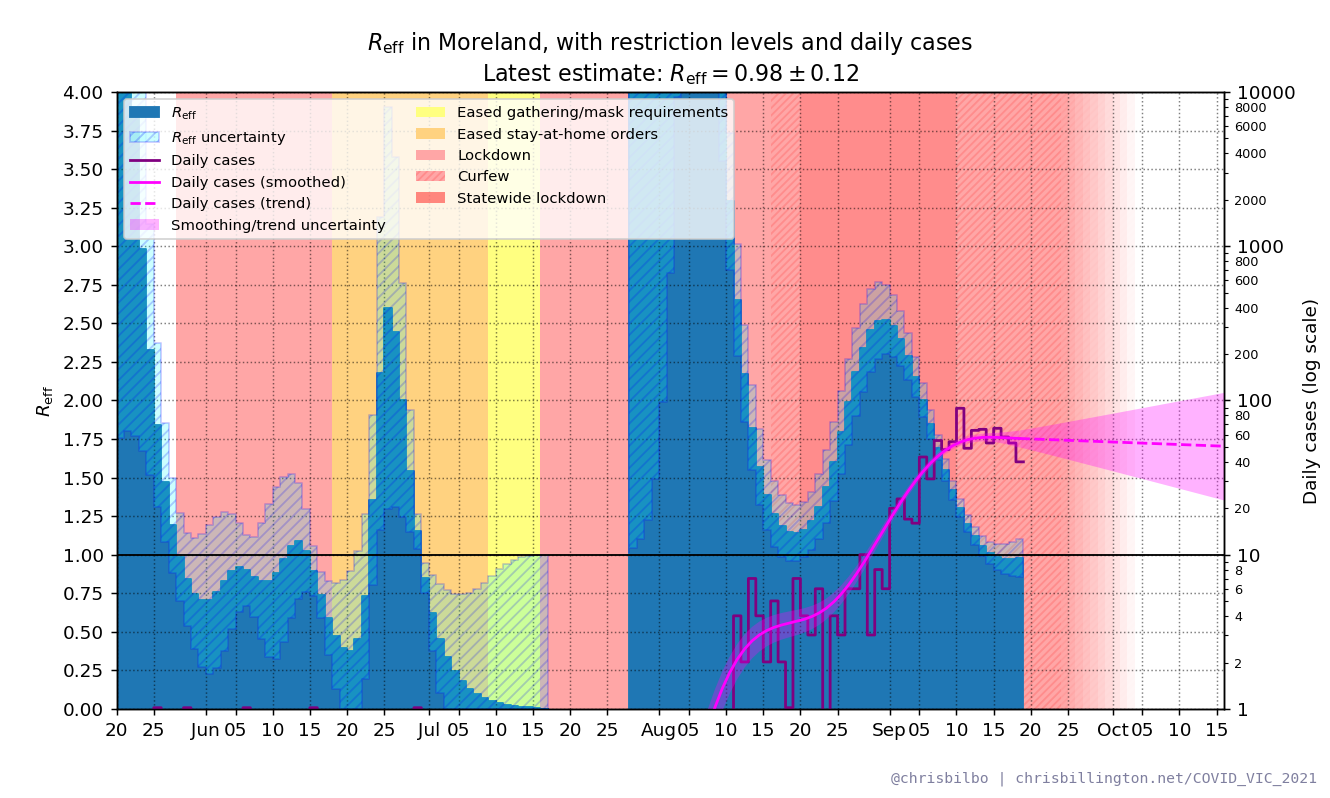 Reff in Moreland, with restriction levels and daily cases
Latest estimate: Reff = 0.98 ± 0.12
Reff
Reff uncertainty
Daily cases
Daily cases (smoothed)
Daily cases (trend)
Smoothing/trend uncertainty
Eased gathering/mask requirements
Eased stay-at-home orders
Lockdown
Curfew
Statewide lockdown
Reff
4.00
3.75
3.50
3.25
3.00
2.75
2.50
2.25
2.00
1.75
1.50
1.25
1.00
0.75
0.50
0.25
0.00
10000
8000
6000
4000
2000
1000
800
600
400
200
100
80
60
40
20
10
8
6
4
2
1
Daily cases (log scale)
20 25 Jun 05 10 15 20 25 Jul 05 10 15 20 25 Aug 05 10 15 20 25 Sep 05 10 15 20 25 Oct 05 10 15
@chrisbilbo | chrisbillington.net/COVID_VIC_2021